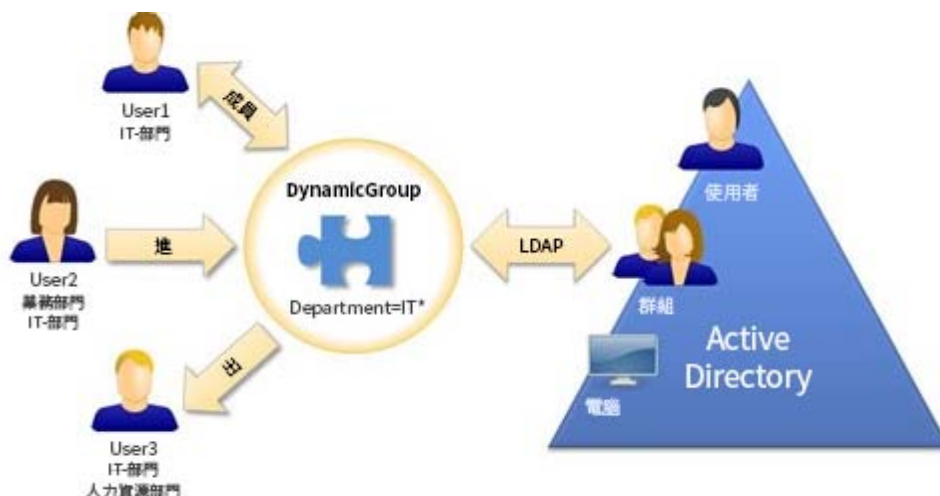 User1
IT-部門
成員
User2
業務部門
IT-部門
進
User3
IT-部門
人力資源部門
出
DynamicGroup
Department=IT*
LDAP
使用者
群組
電腦
Active
Directory